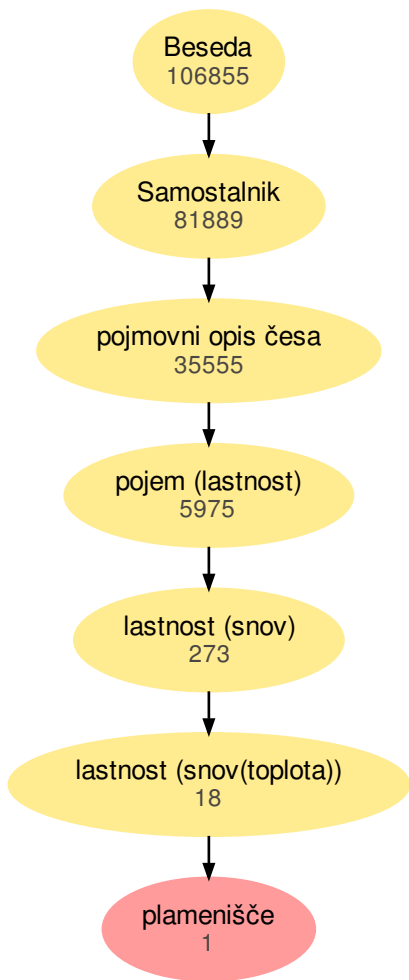 Beseda
106855
Samostalnik
81889
pojmovni opis česa
35555
pojem (lastnost)
5975
lastnost (snov)
273
lastnost (snov(toplota))
18
plamenišče
1